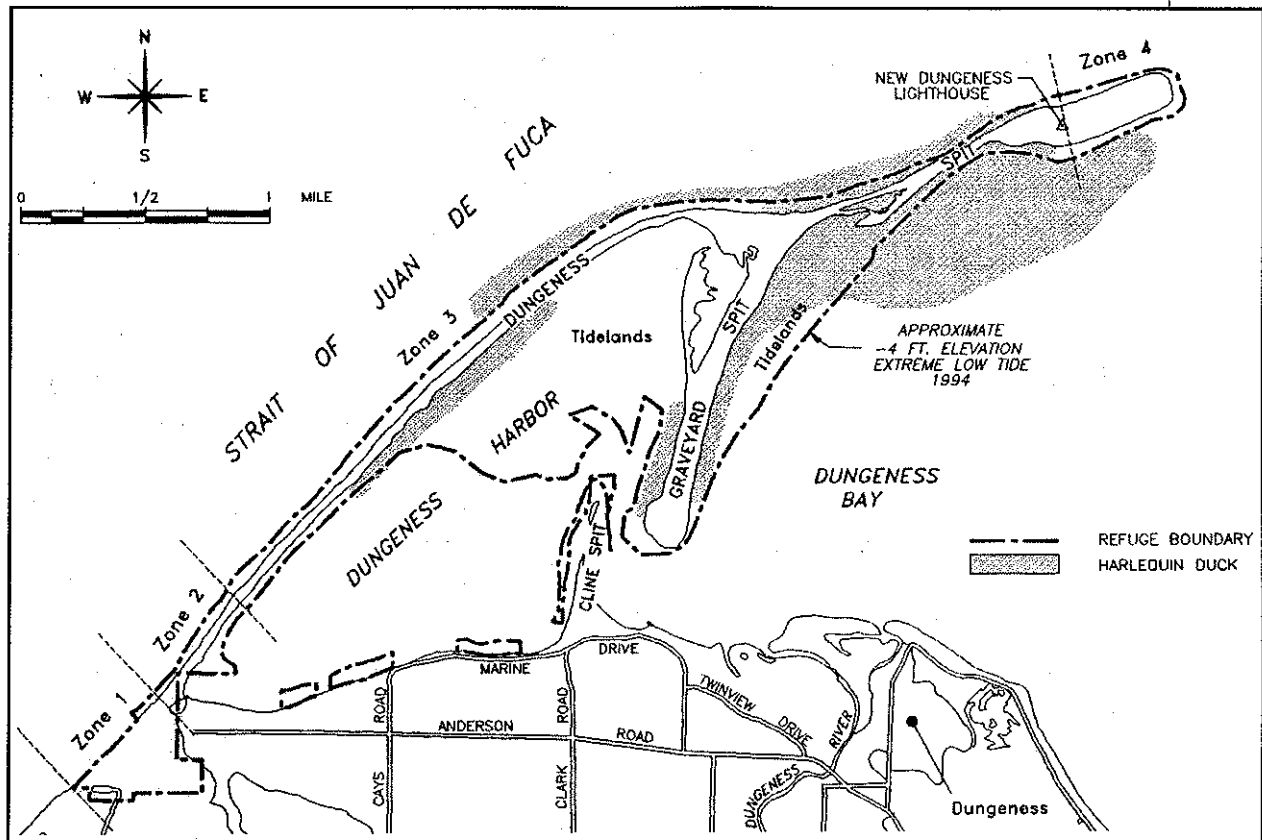 N
W
E
S
0
1/2
1
MILE
STRAIT OF JUAN DE FUCA
Zone 4
NEW DUNGENESS
LIGHTHOUSE
SPIT
DUNGENESS
Zone 3
Tidelands
SPIT
Tidelands
APPROXIMATE
-4 FT. ELEVATION
EXTREME LOW TIDE
1994
HARBOR
GRAVEYARD
DUNGENESS
BAY
DUNGENESS
CLINE SPIT
REFUGE BOUNDARY
HARLEQUIN DUCK
Zone 2
Zone 1
MARINE
DRIVE
TWINVIEW
DRIVE
RIVER
ROAD
ANDERSON
ROAD
ROAD
CAYS
CLARK
DUNGENESS
Dungeness